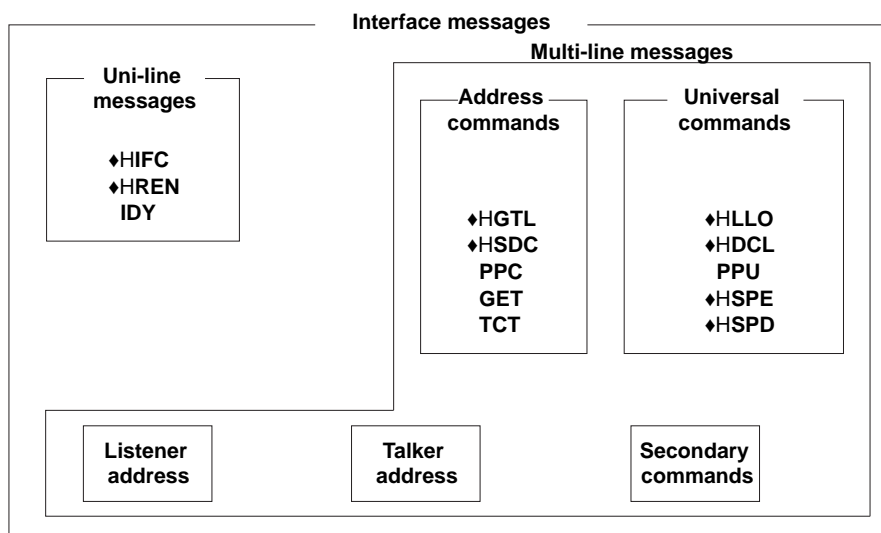 Interface messages
Multi-line messages
Uni-line
messages
♦HIFC
♦HREN
IDY
Address
commands
♦HGTL
♦HSDC
PPC
GET
TCT
Universal
commands
♦HLLO
♦HDCL
PPU
♦HSPE
♦HSPD
Listener
address
Talker
address
Secondary
commands